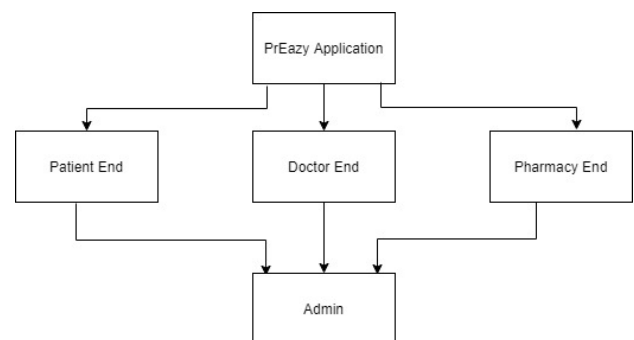 PrEazy Application
Patient End
Doctor End
Pharmacy End
Admin